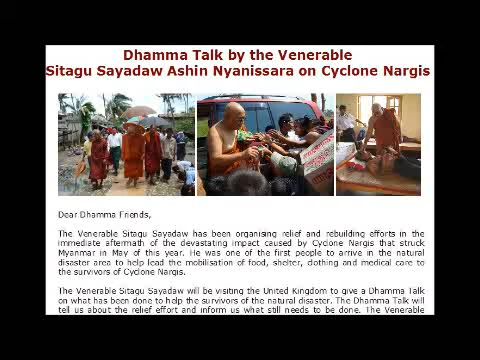 Dhamma Talk by the Venerable
Sitagu Sayadaw Ashin Nyanissara on Cyclone Nargis
Dear Dhamma Friends,
The Venerable Sitagu Sayadaw has been organising relief and rebuilding efforts in the
immediate aftermath of the devastating impact caused by Cyclone Nargis that struck
Myanmar in May of this year. He was one of the first people to arrive in the natural
disaster area to help lead the mobilisation of food, shelter, clothing and medical care to
the survivors of Cyclone Nargis.
The Venerable Sitagu Sayadaw will be visiting the United Kingdom to give a Dhamma Talk
on what has been done to help the survivors of the natural disaster. The Dhamma Talk will
tell us about the relief effort and inform us what still needs to be done. The Venerable